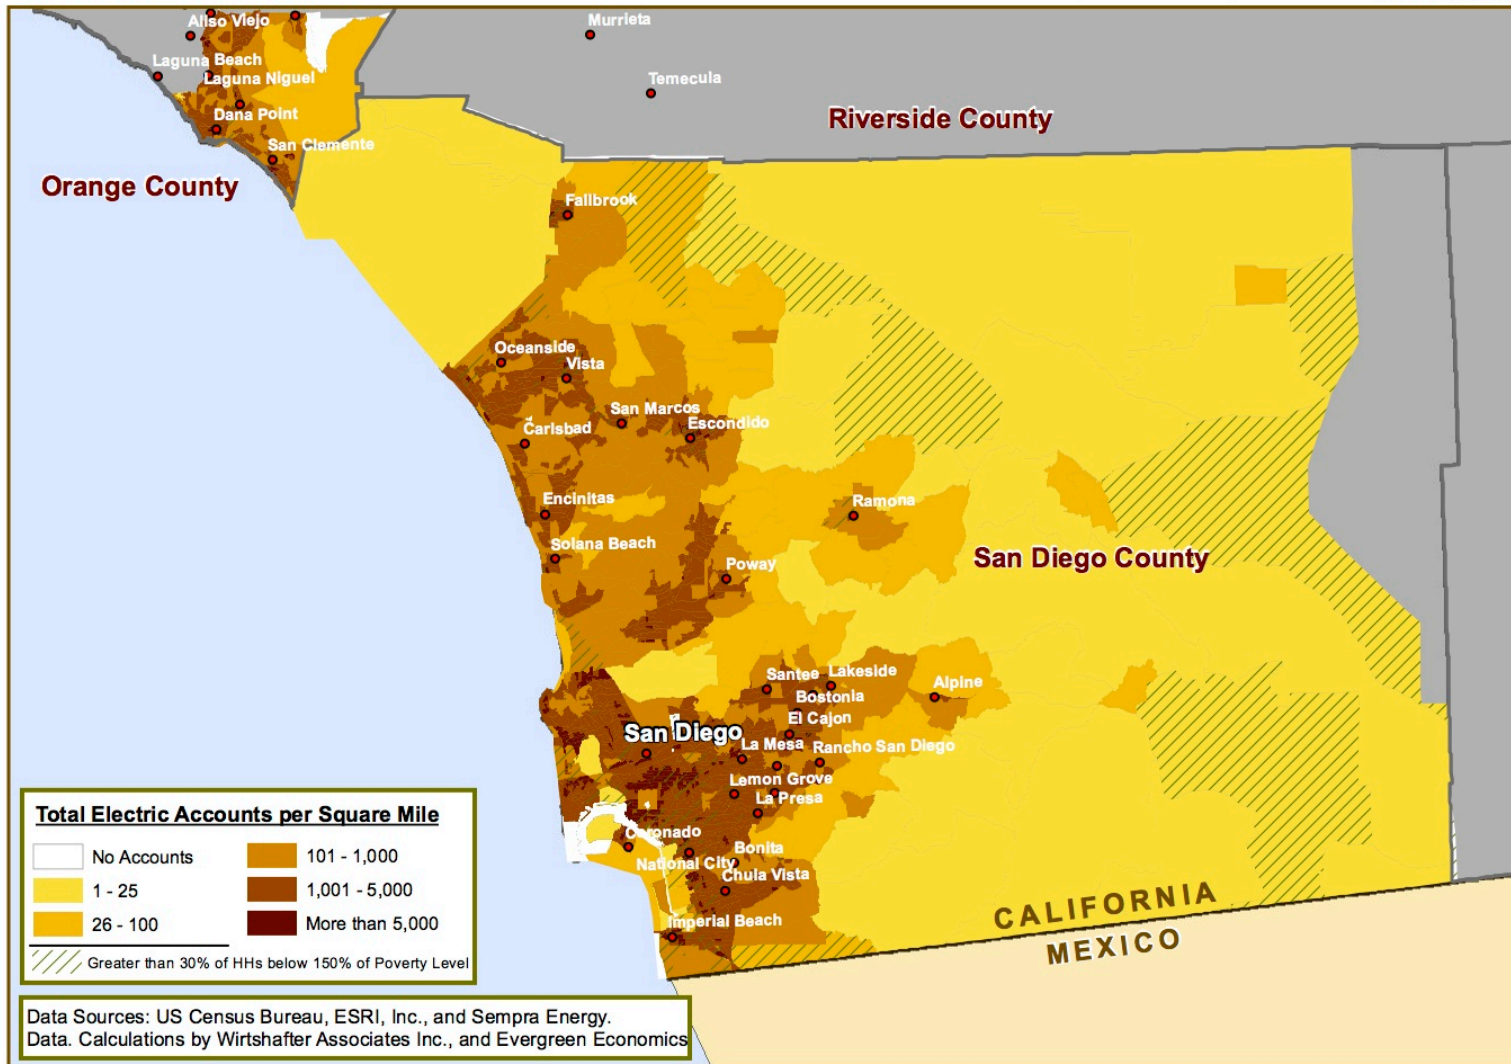 Aliso Viejo
Murrieta
Laguna Beach
Laguna Niguel
Temecula
Dana Point
Riverside County
San Clemente
Orange County
Fallbrook
Oceanside
Vista
San Marcos
Escondido
Carlsbad
Encinitas
Ramona
Solana Beach
San Diego County
Poway
Santee
Lakeside
Alpine
Bostonia
El Cajon
San Diego
La Mesa
Rancho San Diego
Lemon Grove
La Presa
Coronado
Bonita
National City
Chula Vista
Imperial Beach
CALIFORNIA
MEXICO
Total Electric Accounts per Square Mile
No Accounts
1 - 25
26 - 100
101 - 1,000
1,001 - 5,000
More than 5,000
Greater than 30% of HHs below 150% of Poverty Level
Data Sources: US Census Bureau, ESRI, Inc., and Sempra Energy.
Data. Calculations by Wirtshafter Associates Inc., and Evergreen Economics